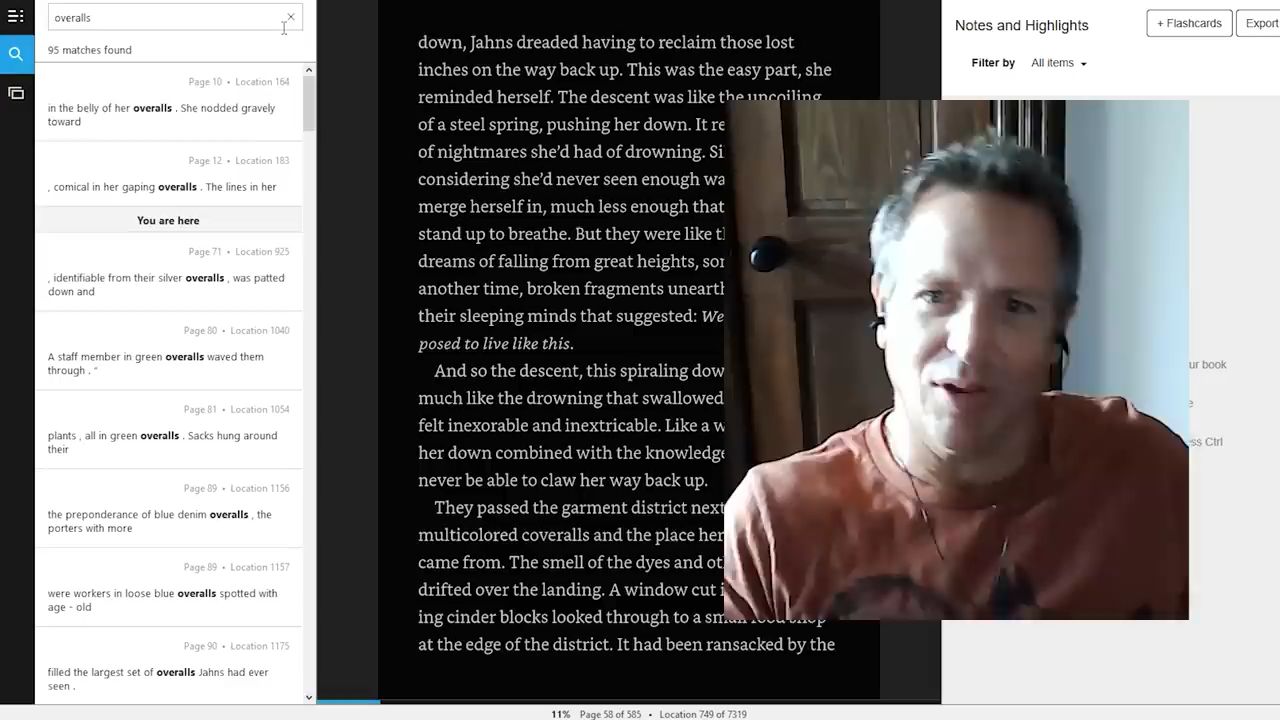 overalls
95 matches found
Page 10 • Location 164
in the belly of her overalls . She nodded gravely
toward
Page 12 • Location 183
, comical in her gaping overalls . The lines in her
You are here
Page 71 • Location 925
, identifiable from their silver overalls , was patted
down and
Page 80 • Location 1040
A staff member in green overalls waved them
through . "
Page 81 • Location 1054
plants , all in green overalls . Sacks hung around
their
Page 89 • Location 1156
the preponderance of blue denim overalls , the
porters with more
Page 89 • Location 1157
were workers in loose blue overalls spotted with
age - old
Page 90 • Location 1175
filled the largest set of overalls Jahns had ever
seen .
down, Jahns dreaded having to reclaim those lost
inches on the way back up. This was the easy part, she
reminded herself. The descent was like the uncoiling
of a steel spring, pushing her down. It re
of nightmares she’d had of drowning. Si
considering she’d never seen enough wa
merge herself in, much less enough that
stand up to breathe. But they were like t
dreams of falling from great heights, so
another time, broken fragments uneart
their sleeping minds that suggested: We
posed to live like this.
And so the descent, this spiraling dow
much like the drowning that swallowed
felt inexorable and inextricable. Like a w
her down combined with the knowledge
never be able to claw her way back up.
They passed the garment district next
multicolored coveralls and the place her
came from. The smell of the dyes and ot
drifted over the landing. A window cut i
ing cinder blocks looked through to a small food shop
at the edge of the district. It had been ransacked by the
Notes and Highlights
+ Flashcards
Export
Filter by All items
ur book
e
ss Ctrl
11% Page 58 of 585 • Location 749 of 7319